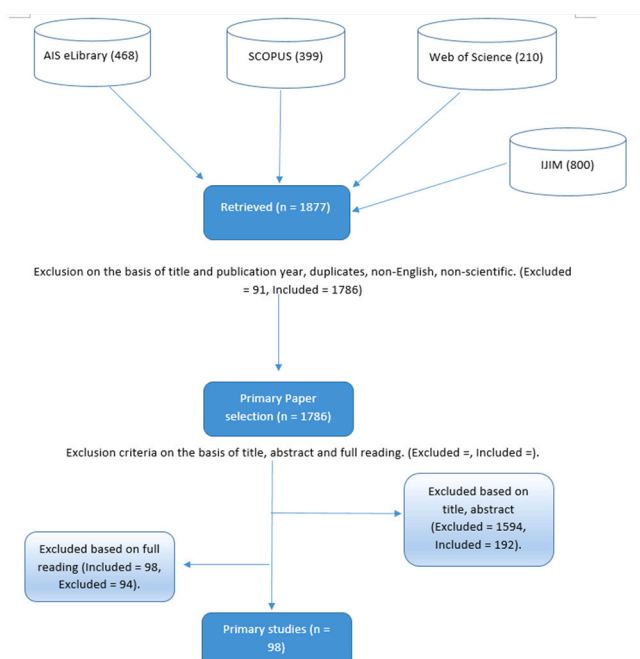 AIS eLibrary (468)
SCOPUS (399)
Web of Science (210)
IJIM (800)
Retrieved (n = 1877)
Exclusion on the basis of title and publication year, duplicates, non-English, non-scientific. (Excluded
= 91, Included = 1786)
Primary Paper
selection (n = 1786)
Exclusion criteria on the basis of title, abstract and full reading. (Excluded =, Included =).
Excluded based on
title, abstract
(Excluded = 1594,
Included = 192).
Excluded based on full
reading (Included = 98,
Excluded = 94).
Primary studies (n =
98)